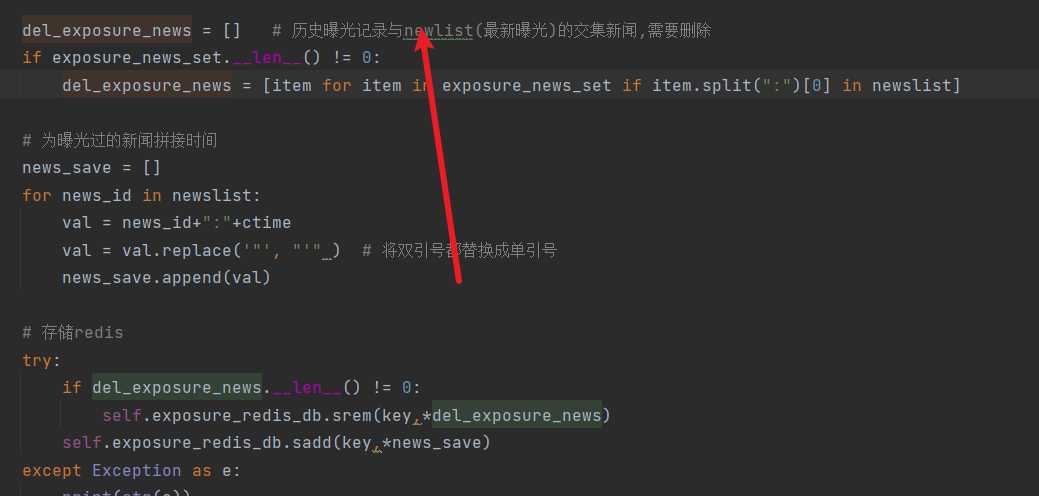 del_exposure_news = []   # 历史曝光记录与newlist(最新曝光)的交集新闻,需要删除
if exposure_news_set.__len__() != 0:
    del_exposure_news = [item for item in exposure_news_set if item.split(":")[0] in newslist]
# 为曝光过的新闻拼接时间
news_save = []
for news_id in newslist:
    val = news_id+":"+ctime
    val = val.replace('"', "'" )  # 将双引号都替换成单引号
    news_save.append(val)
# 存储redis
try:
    if del_exposure_news.__len__() != 0:
        self.exposure_redis_db.srem(key,*del_exposure_news)
    self.exposure_redis_db.sadd(key,*news_save)
except Exception as e:
    print(str(e))